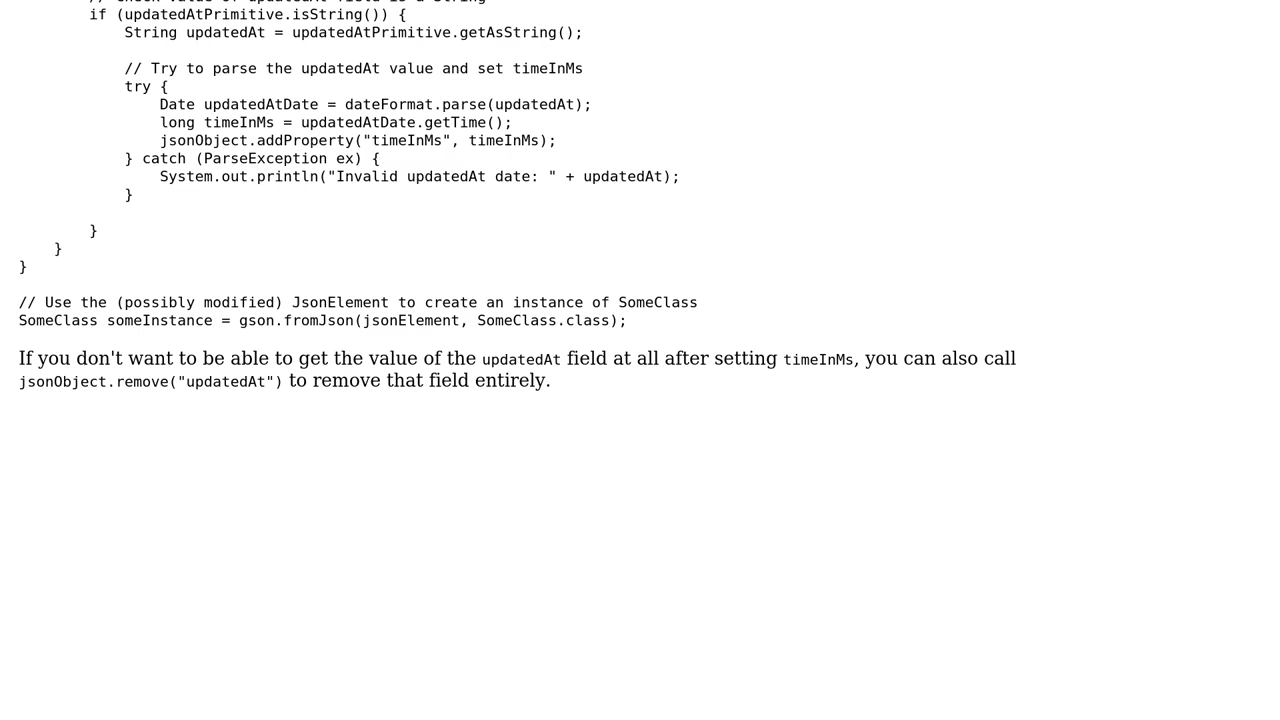 if (updatedAtPrimitive.isString()) {
String updatedAt = updatedAtPrimitive.getAsString();
// Try to parse the updatedAt value and set timeInMs
try {
Date updatedAtDate = dateFormat.parse(updatedAt);
long timeInMs = updatedAtDate.getTime();
jsonObject.addProperty("timeInMs", timeInMs);
} catch (ParseException ex) {
System.out.println("Invalid updatedAt date: " + updatedAt);
}
}
}
}
// Use the (possibly modified) JsonElement to create an instance of SomeClass
SomeClass someInstance = gson.fromJson(jsonElement, SomeClass.class);
If you don't want to be able to get the value of the updatedAt field at all after setting timeInMs, you can also call
jsonObject.remove("updatedAt") to remove that field entirely.